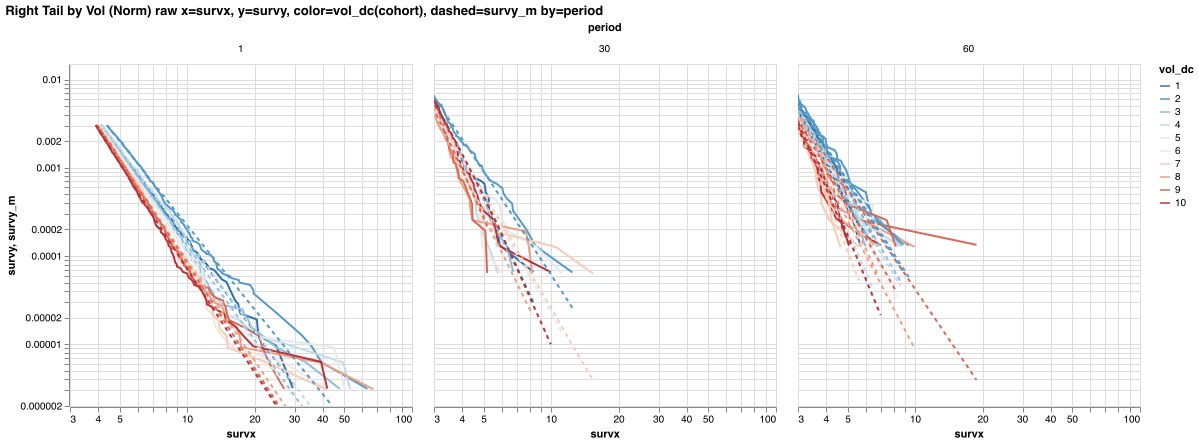 Right Tail by Vol (Norm) raw x=survx, y=survy, color=vol_dc(cohort), dashed=survy_m by=period
period
1 30 60
vol_dc
1
2
3
4
5
6
7
8
9
10
0.01
0.002
0.001
0.0002
0.0001
0.00002
0.00001
0.000002
survy, survy_m
3 4 5 10 20 30 40 50 100 3 4 5 10 20 30 40 50 100 3 4 5 10 20 30 40 50 100
survx survx survx